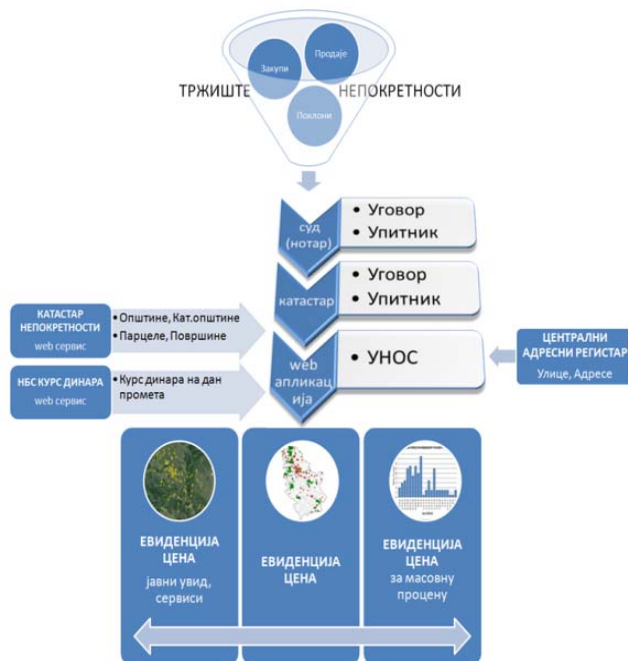 Закупи
Продаје
Поклони
ТРЖИШТЕ
НЕПОКРЕТНОСТИ
суд
(нотар)
• Уговор
• Упитник
катастар
• Уговор
• Упитник
web
апликац
ија
• УНОС
КАТАСТАР
НЕПОКРЕТНОСТИ
web сервис
• Општине, Кат.општине
• Парцеле, Површине
НБС КУРС ДИНАРА
web сервис
• Курс динара на дан
промета
ЦЕНТРАЛНИ
АДРЕСНИ РЕГИСТАР
Улице, Адресе
ЕВИДЕНЦИЈА
ЦЕНА
јавни увид,
сервиси
ЕВИДЕНЦИЈА
ЦЕНА
ЕВИДЕНЦИЈА
ЦЕНА
за масовну
процену